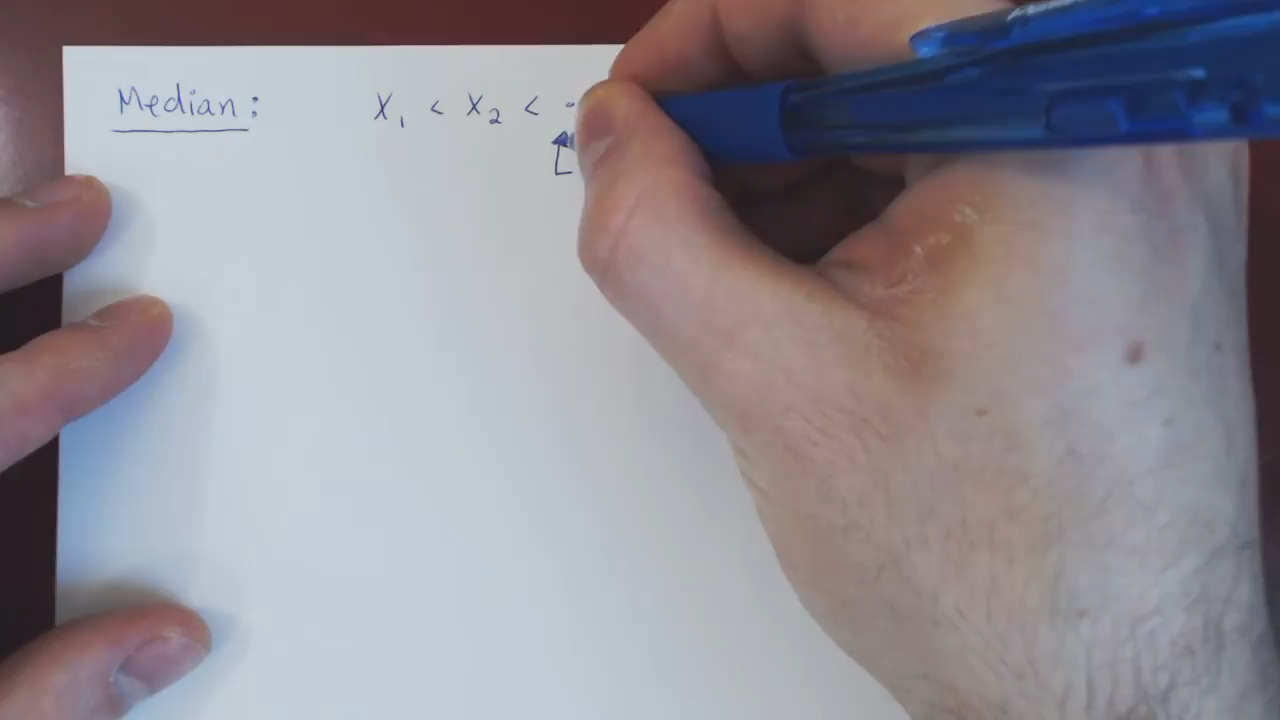 Median: X₁ < X₂ < ·